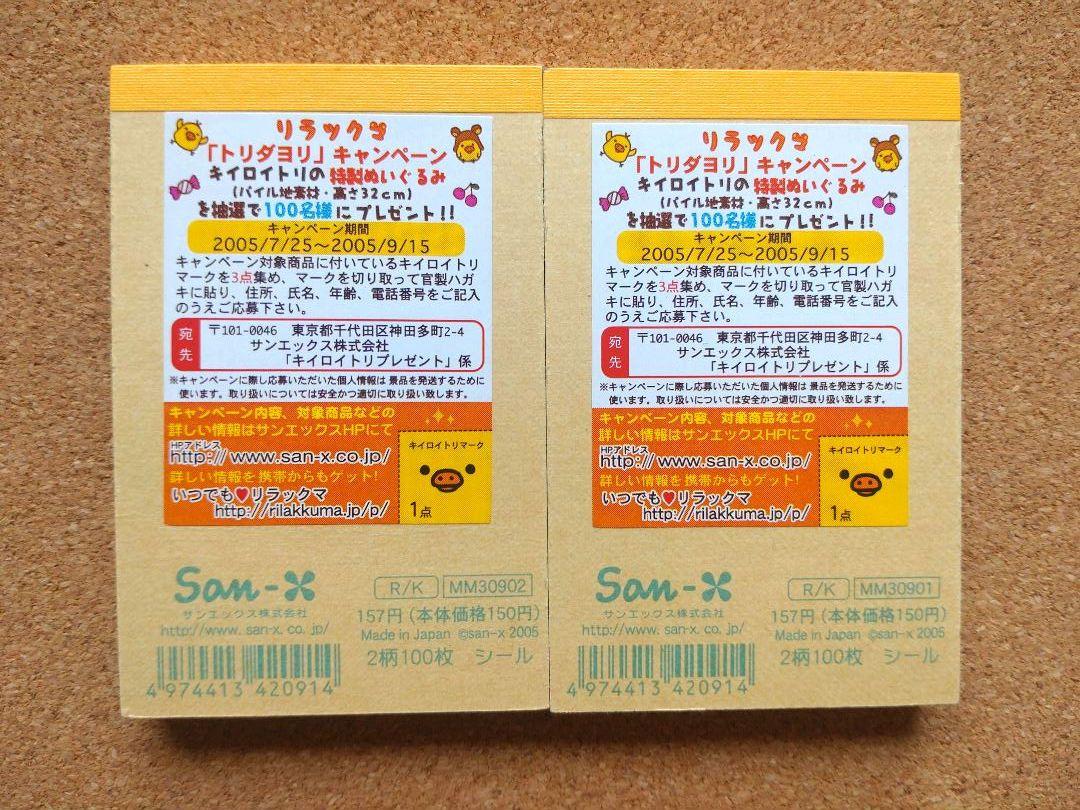 リラックマ
「トリダヨリ」キャンペーン
キイロイトリの特製ぬいぐるみ
(パイル地素材・高さ32cm)
を抽選で100名様にプレゼント!!
キャンペーン期間
2005/7/25〜2005/9/15
キャンペーン対象商品に付いているキイロイトリ
マークを3点集め、マークを切り取って官製ハガ
キに貼り、住所、氏名、年齢、電話番号をご記入
のうえご応募下さい。
宛先
〒101-0046 東京都千代田区神田多町2-4
サンエックス株式会社
「キイロイトリプレゼント」係
※キャンペーンに際し応募いただいた個人情報は 景品を発送するために
使います。取り扱いについては安全かつ適切に取り扱い致します。
キャンペーン内容、対象商品などの
詳しい情報はサンエックスHPにて
HPアドレス
http://www.san-x.co.jp/
詳しい情報を携帯からもゲット!
いつでも♥リラックマ
http://rilakkuma.jp/p/
キイロイトリマーク
1点
San-x
サンエックス株式会社
http://www.san-x.co.jp/
R/K MM30902
157円(本体価格150円)
Made in Japan ©san-x 2005
2柄100枚 シール
4 974413 420914
リラックマ
「トリダヨリ」キャンペーン
キイロイトリの特製ぬいぐるみ
(パイル地素材・高さ32cm)
を抽選で100名様にプレゼント!!
キャンペーン期間
2005/7/25〜2005/9/15
キャンペーン対象商品に付いているキイロイトリ
マークを3点集め、マークを切り取って官製ハガ
キに貼り、住所、氏名、年齢、電話番号をご記入
のうえご応募下さい。
宛先
〒101-0046 東京都千代田区神田多町2-4
サンエックス株式会社
「キイロイトリプレゼント」係
※キャンペーンに際し応募いただいた個人情報は 景品を発送するために
使います。取り扱いについては安全かつ適切に取り扱い致します。
キャンペーン内容、対象商品などの
詳しい情報はサンエックスHPにて
HPアドレス
http://www.san-x.co.jp/
詳しい情報を携帯からもゲット!
いつでも♥リラックマ
http://rilakkuma.jp/p/
キイロイトリマーク
1点
San-x
サンエックス株式会社
http://www.san-x.co.jp/
R/K MM30901
157円(本体価格150円)
Made in Japan ©san-x 2005
2柄100枚 シール
4 974413 420914